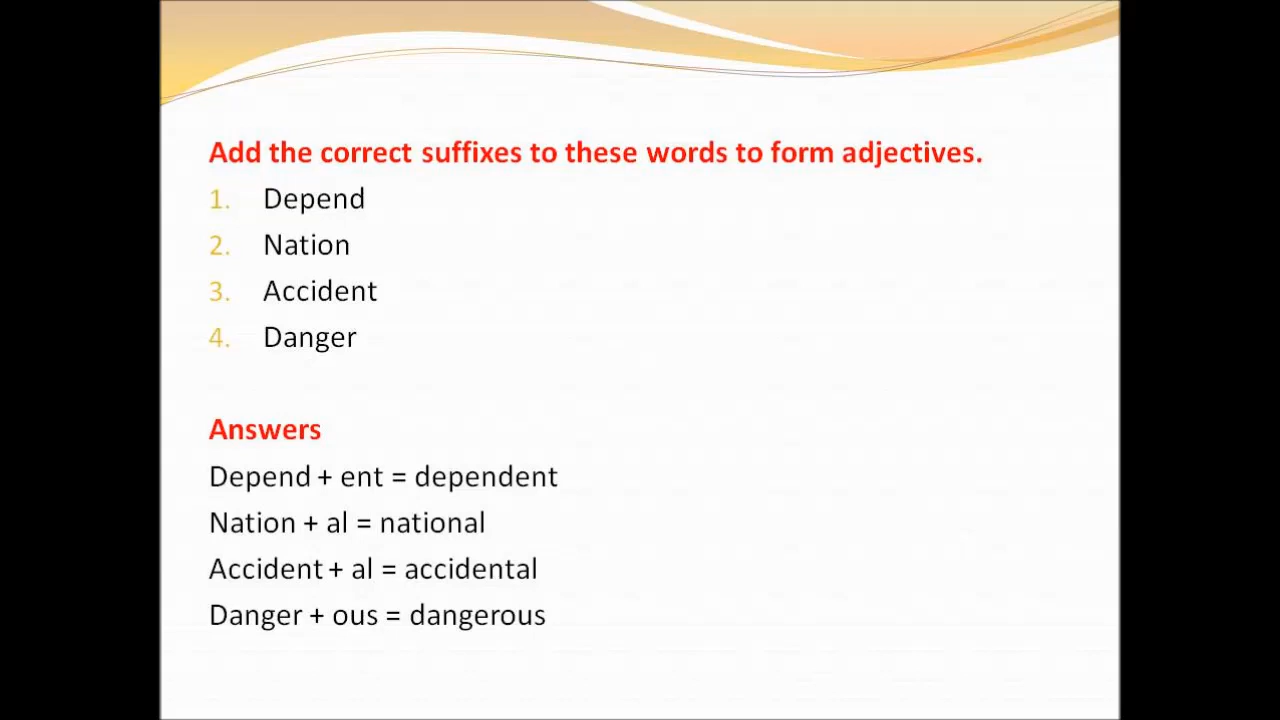 Add the correct suffixes to these words to form adjectives.
1. Depend
2. Nation
3. Accident
4. Danger
Answers
Depend + ent = dependent
Nation + al = national
Accident + al = accidental
Danger + ous = dangerous